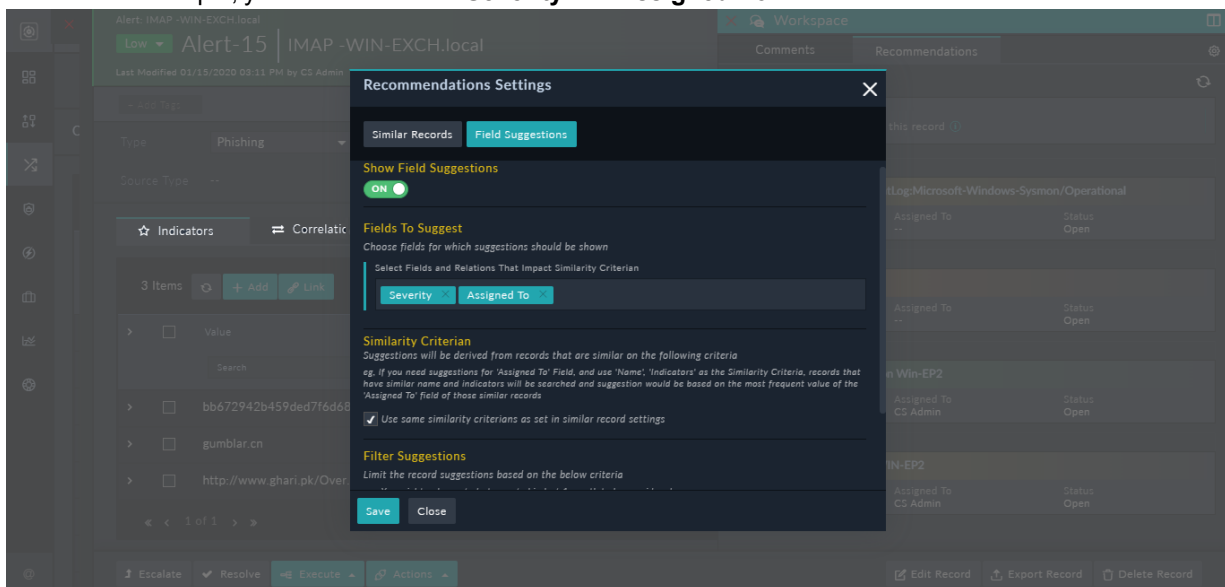 Alert: IMAP -WIN-EXCH.local
Low Alert-15 IMAP -WIN-EXCH.local
Last Modified 01/15/2020 03:11 PM by CS Admin
+ Add Tags
Type Phishing
Source Type --
Indicators Correlatio
3 Items + Add Link
Value
Search
bb672942b459ded7f6d68
gumblar.cn
http://www.ghari.pk/Over.
1 of 1
Escalate Resolve Execute Actions
Edit Record Export Record Delete Record
Workspace
Comments Recommendations
this record
tLog:Microsoft-Windows-Sysmon/Operational
Assigned To Status
-- Open
Assigned To Status
-- Open
n Win-EP2
Assigned To Status
CS Admin Open
IN-EP2
Assigned To Status
CS Admin Open
Recommendations Settings
Similar Records Field Suggestions
Show Field Suggestions
ON
Fields To Suggest
Choose fields for which suggestions should be shown
Select Fields and Relations That Impact Similarity Criterian
Severity Assigned To
Similarity Criterian
Suggestions will be derived from records that are similar on the following criteria
eg, If you need suggestions for 'Assigned To' Field, and use 'Name', 'Indicators' as the Similarity Criteria, records that
have similar name and indicators will be searched and suggestion would be based on the most frequent value of the
'Assigned To' field of those similar records
Use same similarity criterians as set in similar record settings
Filter Suggestions
Limit the record suggestions based on the below criteria
Save Close